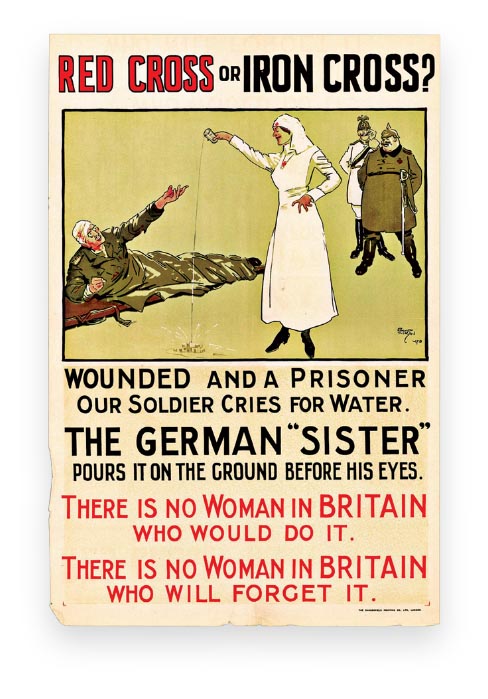 RED CROSS OR IRON CROSS?
WOUNDED AND A PRISONER
OUR SOLDIER CRIES FOR WATER.
THE GERMAN "SISTER"
POURS IT ON THE GROUND BEFORE HIS EYES.
THERE IS NO WOMAN IN BRITAIN
WHO WOULD DO IT.
THERE IS NO WOMAN IN BRITAIN
WHO WILL FORGET IT.